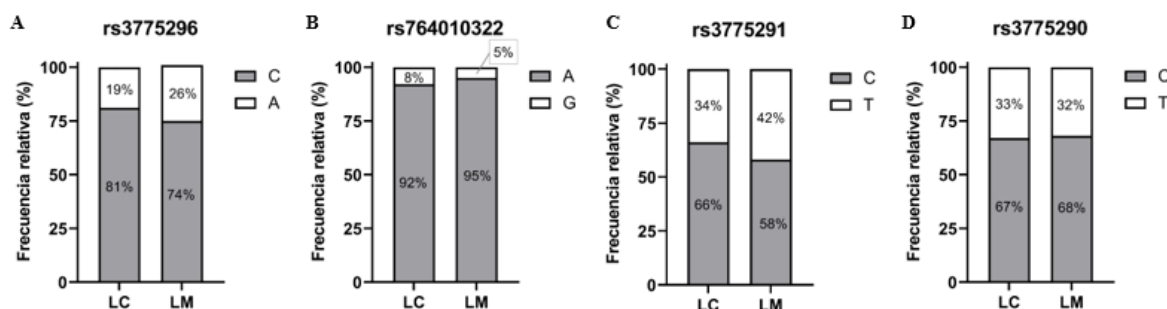 A
rs3775296
Frecuencia relativa (%)
100
75
50
25
0
19%
26%
81%
74%
LC
LM
C
A
B
rs764010322
Frecuencia relativa (%)
100
75
50
25
0
8%
5%
92%
95%
LC
LM
A
G
C
rs3775291
Frecuencia relativa (%)
100
75
50
25
0
34%
42%
66%
58%
LC
LM
C
T
D
rs3775290
Frecuencia relativa (%)
100
75
50
25
0
33%
32%
67%
68%
LC
LM
C
T